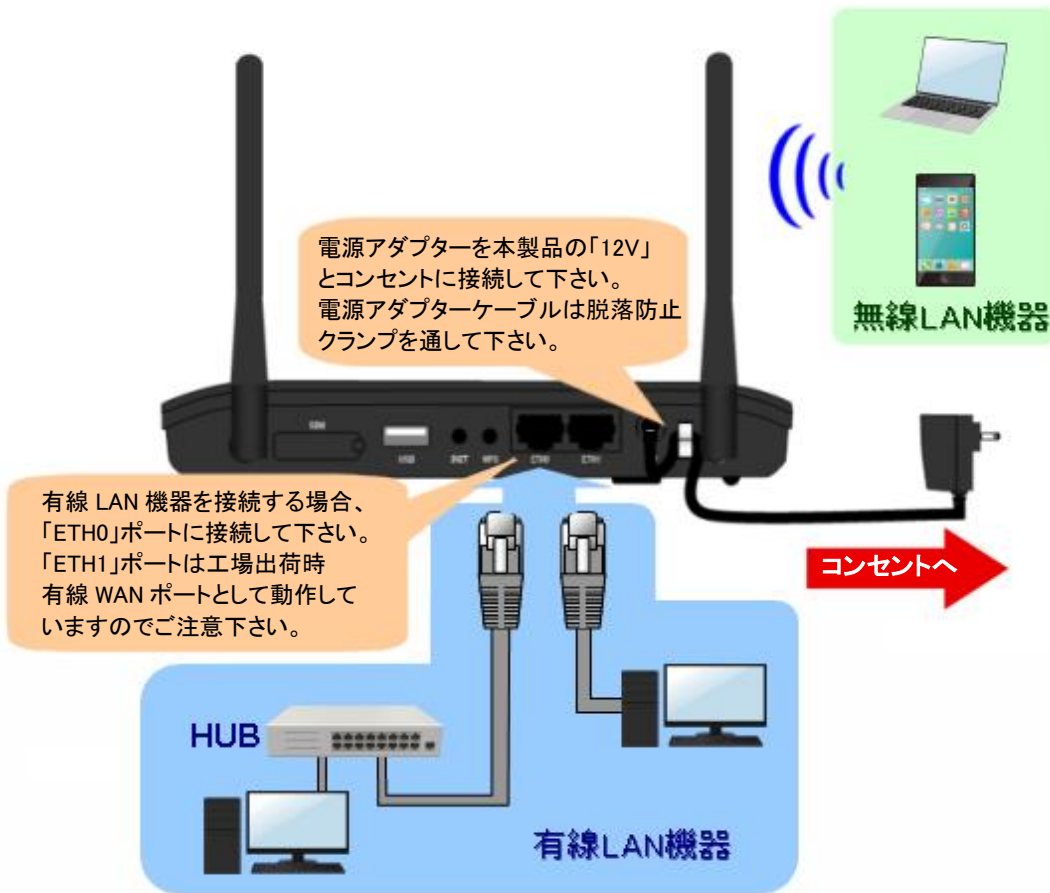 無線LAN機器
電源アダプターを本製品の「12V」
とコンセントに接続して下さい。
電源アダプターケーブルは脱落防止
クランプを通して下さい。
SIM
USB
INIT
WPS
ETH0
ETH1
有線 LAN 機器を接続する場合、
「ETH0」ポートに接続して下さい。
「ETH1」ポートは工場出荷時
有線 WAN ポートとして動作して
いますのでご注意下さい。
コンセントへ
HUB
有線LAN機器